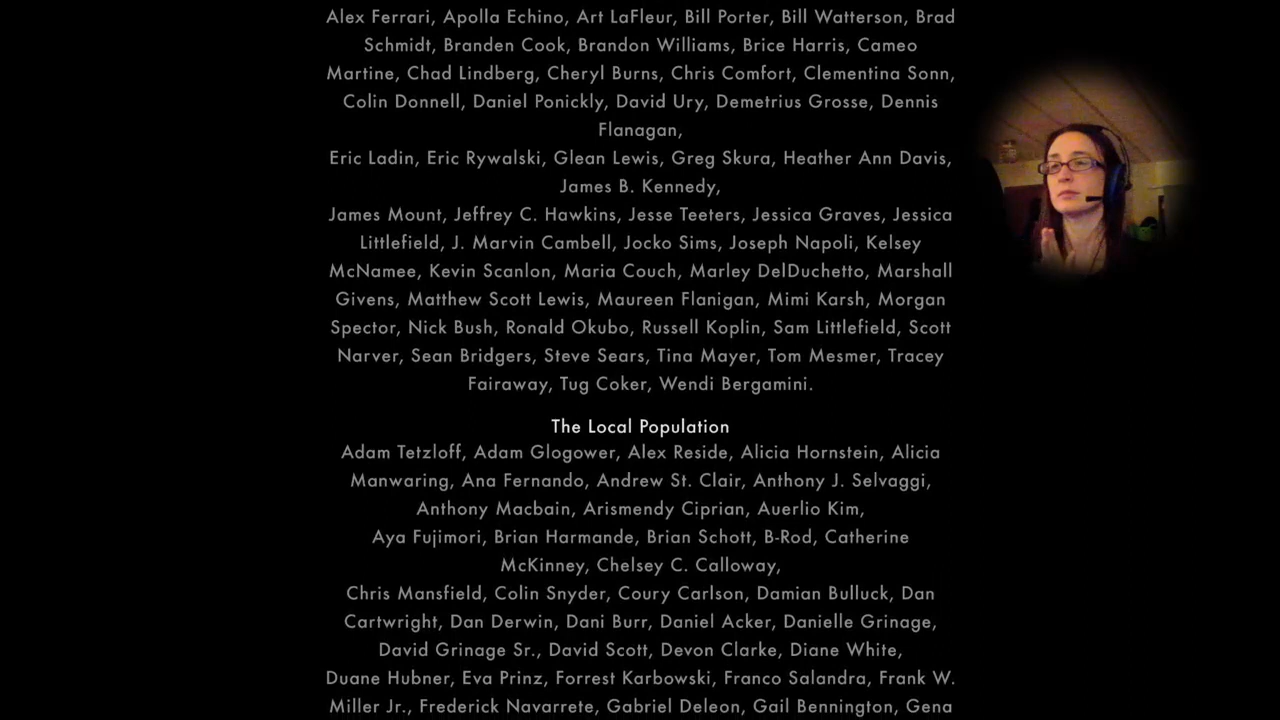 Alex Ferrari, Apolla Echino, Art LaFleur, Bill Porter, Bill Watterson, Brad
Schmidt, Branden Cook, Brandon Williams, Brice Harris, Cameo
Martine, Chad Lindberg, Cheryl Burns, Chris Comfort, Clementina Sonn,
Colin Donnell, Daniel Ponickly, David Ury, Demetrius Grosse, Dennis
Flanagan,
Eric Ladin, Eric Rywalski, Glean Lewis, Greg Skura, Heather Ann Davis,
James B. Kennedy,
James Mount, Jeffrey C. Hawkins, Jesse Teeters, Jessica Graves, Jessica
Littlefield, J. Marvin Cambell, Jocko Sims, Joseph Napoli, Kelsey
McNamee, Kevin Scanlon, Maria Couch, Marley DelDuchetto, Marshall
Givens, Matthew Scott Lewis, Maureen Flanigan, Mimi Karsh, Morgan
Spector, Nick Bush, Ronald Okubo, Russell Koplin, Sam Littlefield, Scott
Narver, Sean Bridgers, Steve Sears, Tina Mayer, Tom Mesmer, Tracey
Fairaway, Tug Coker, Wendi Bergamini.
The Local Population
Adam Tetzloff, Adam Glogower, Alex Reside, Alicia Hornstein, Alicia
Manwaring, Ana Fernando, Andrew St. Clair, Anthony J. Selvaggi,
Anthony Macbain, Arismendy Ciprian, Auerlio Kim,
Aya Fujimori, Brian Harmande, Brian Schott, B-Rod, Catherine
McKinney, Chelsey C. Calloway,
Chris Mansfield, Colin Snyder, Coury Carlson, Damian Bulluck, Dan
Cartwright, Dan Derwin, Dani Burr, Daniel Acker, Danielle Grinage,
David Grinage Sr., David Scott, Devon Clarke, Diane White,
Duane Hubner, Eva Prinz, Forrest Karbowski, Franco Salandra, Frank W.
Miller Jr., Frederick Navarrete, Gabriel Deleon, Gail Bennington, Gena